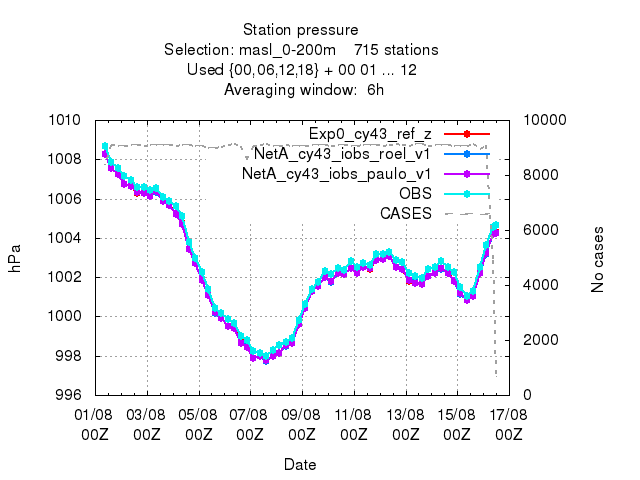 Station pressure
Selection: masl_0-200m    715 stations
Used {00,06,12,18} + 00 01 ... 12
Averaging window:  6h
1010
1008
1006
1004
1002
1000
998
996
hPa
10000
8000
6000
4000
2000
0
No cases
Exp0_cy43_ref_z
NetA_cy43_iobs_roel_v1
NetA_cy43_iobs_paulo_v1
OBS
CASES
01/08 03/08 05/08 07/08 09/08 11/08 13/08 15/08 17/08
00Z 00Z 00Z 00Z 00Z 00Z 00Z 00Z 00Z
Date